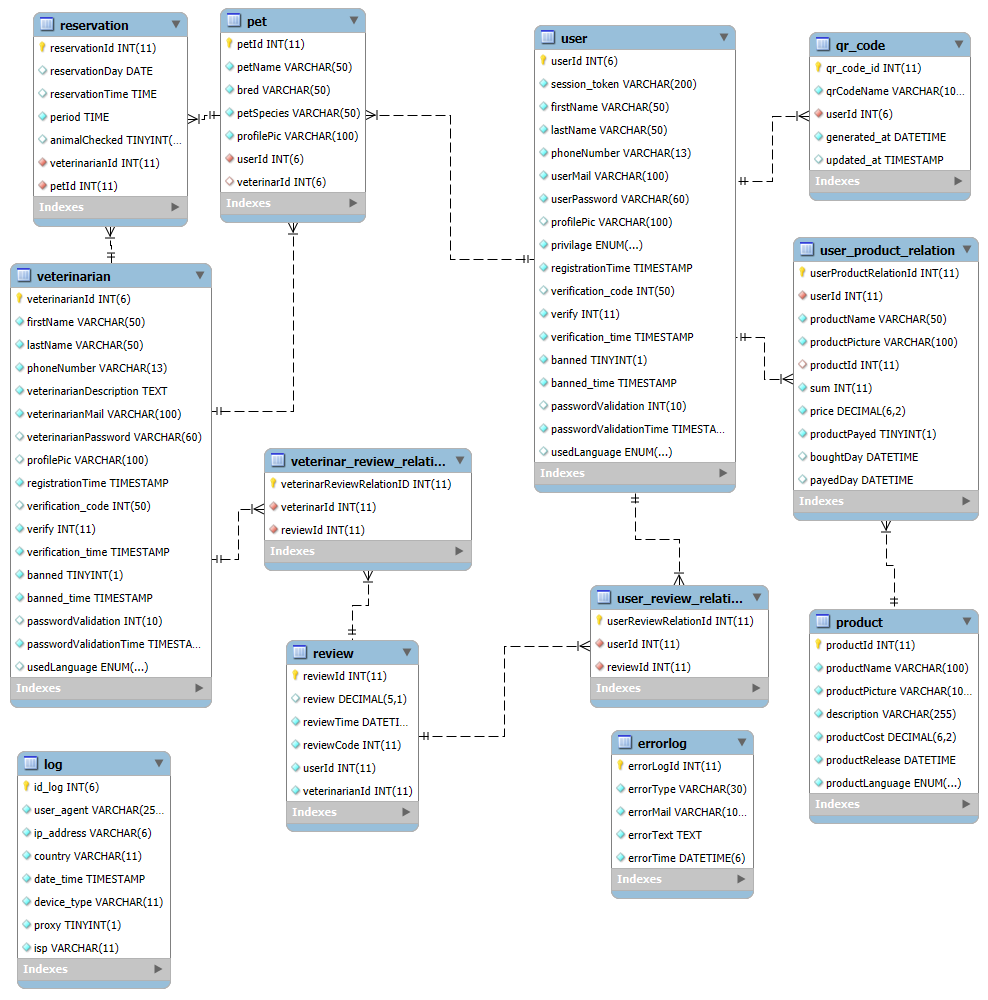 reservation
reservationId INT(11)
reservationDay DATE
reservationTime TIME
period TIME
animalChecked TINYINT(...
veterinarianId INT(11)
petId INT(11)
Indexes
pet
petId INT(11)
petName VARCHAR(50)
bred VARCHAR(50)
petSpecies VARCHAR(50)
profilePic VARCHAR(100)
userId INT(6)
veterinarId INT(6)
Indexes
user
userId INT(6)
session_token VARCHAR(200)
firstName VARCHAR(50)
lastName VARCHAR(50)
phoneNumber VARCHAR(13)
userMail VARCHAR(100)
userPassword VARCHAR(60)
profilePic VARCHAR(100)
privilage ENUM(...)
registrationTime TIMESTAMP
verification_code INT(50)
verify INT(11)
verification_time TIMESTAMP
banned TINYINT(1)
banned_time TIMESTAMP
passwordValidation INT(10)
passwordValidationTime TIMESTA...
usedLanguage ENUM(...)
Indexes
qr_code
qr_code_id INT(11)
qrCodeName VARCHAR(10...
userId INT(6)
generated_at DATETIME
updated_at TIMESTAMP
Indexes
veterinarian
veterinarianId INT(6)
firstName VARCHAR(50)
lastName VARCHAR(50)
phoneNumber VARCHAR(13)
veterinarianDescription TEXT
veterinarianMail VARCHAR(100)
veterinarianPassword VARCHAR(60)
profilePic VARCHAR(100)
registrationTime TIMESTAMP
verification_code INT(50)
verify INT(11)
verification_time TIMESTAMP
banned TINYINT(1)
banned_time TIMESTAMP
passwordValidation INT(10)
passwordValidationTime TIMESTA...
usedLanguage ENUM(...)
Indexes
user_product_relation
userProductRelationId INT(11)
userId INT(11)
productName VARCHAR(50)
productPicture VARCHAR(100)
productId INT(11)
sum INT(11)
price DECIMAL(6,2)
productPayed TINYINT(1)
boughtDay DATETIME
payedDay DATETIME
Indexes
veterinar_review_relati...
veterinarReviewRelationID INT(11)
veterinarId INT(11)
reviewId INT(11)
Indexes
user_review_relati...
userReviewRelationId INT(11)
userId INT(11)
reviewId INT(11)
Indexes
product
productId INT(11)
productName VARCHAR(100)
productPicture VARCHAR(10...
description VARCHAR(255)
productCost DECIMAL(6,2)
productRelease DATETIME
productLanguage ENUM(...)
Indexes
review
reviewId INT(11)
review DECIMAL(5,1)
reviewTime DATETI...
reviewCode INT(11)
userId INT(11)
veterinarianId INT(11)
Indexes
errorlog
errorLogId INT(11)
errorType VARCHAR(30)
errorMail VARCHAR(10...
errorText TEXT
errorTime DATETIME(6)
Indexes
log
id_log INT(6)
user_agent VARCHAR(25...
ip_address VARCHAR(6)
country VARCHAR(11)
date_time TIMESTAMP
device_type VARCHAR(11)
proxy TINYINT(1)
isp VARCHAR(11)
Indexes